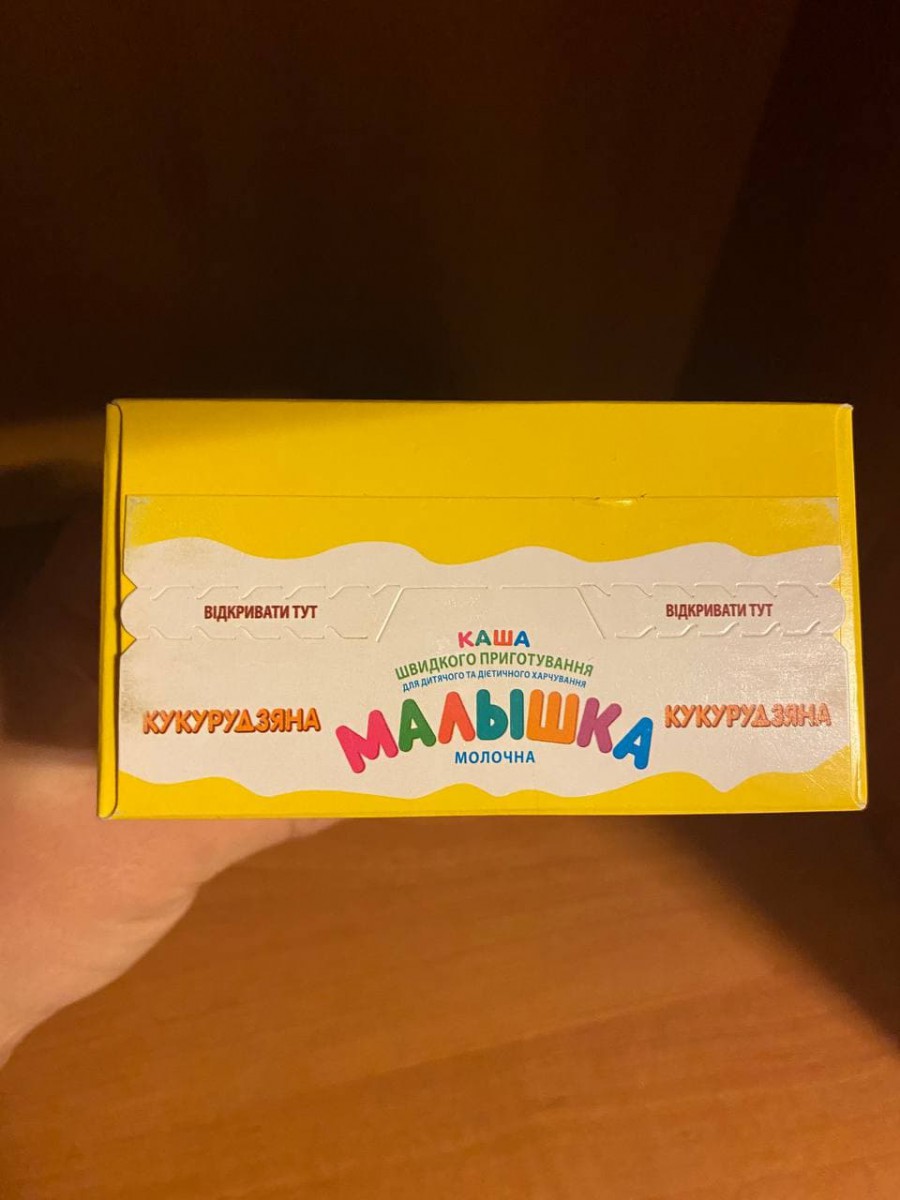 ВІДКРИВАТИ ТУТ
ВІДКРИВАТИ ТУТ
КАША
ШВИДКОГО ПРИГОТУВАННЯ
ДЛЯ ДИТЯЧОГО ТА ДІЄТИЧНОГО ХАРЧУВАННЯ
КУКУРУДЗЯНА
МАЛЫШКА
КУКУРУДЗЯНА
МОЛОЧНА